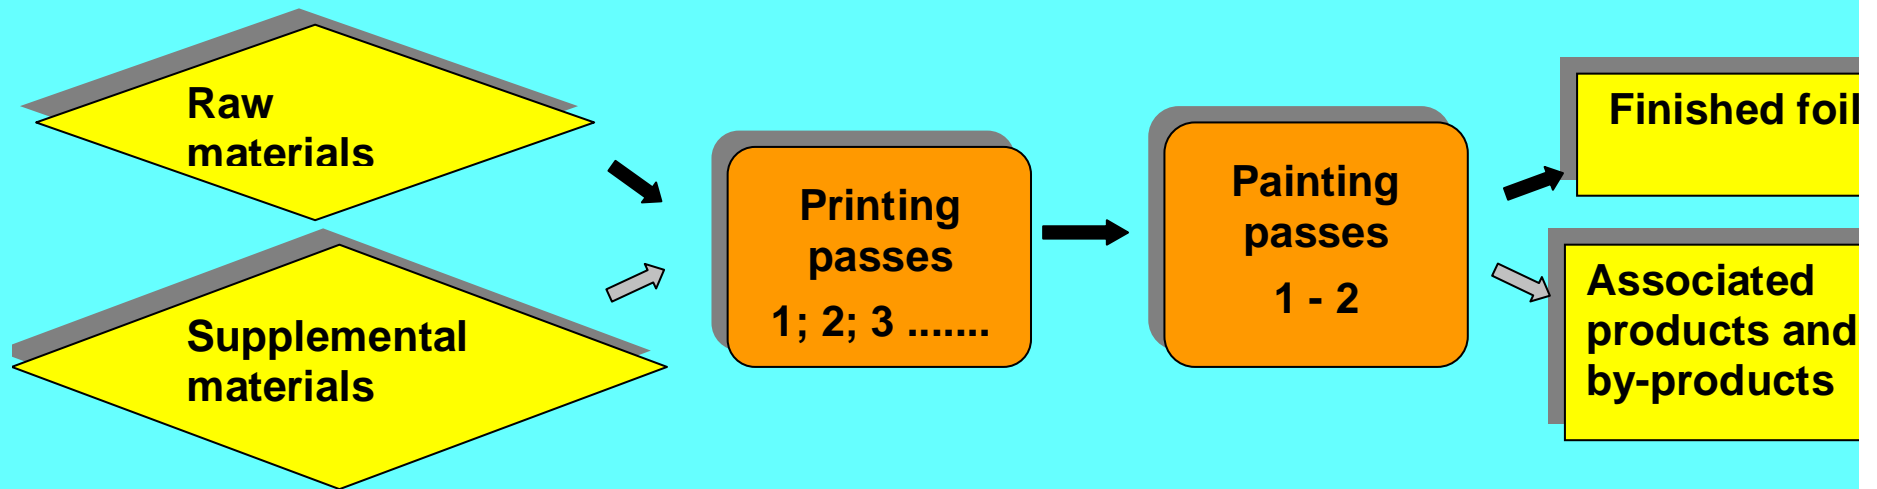 Raw
materials
Supplemental
materials
Printing
passes
1; 2; 3 .......
Painting
passes
1 - 2
Finished foil
Associated
products and
by-products